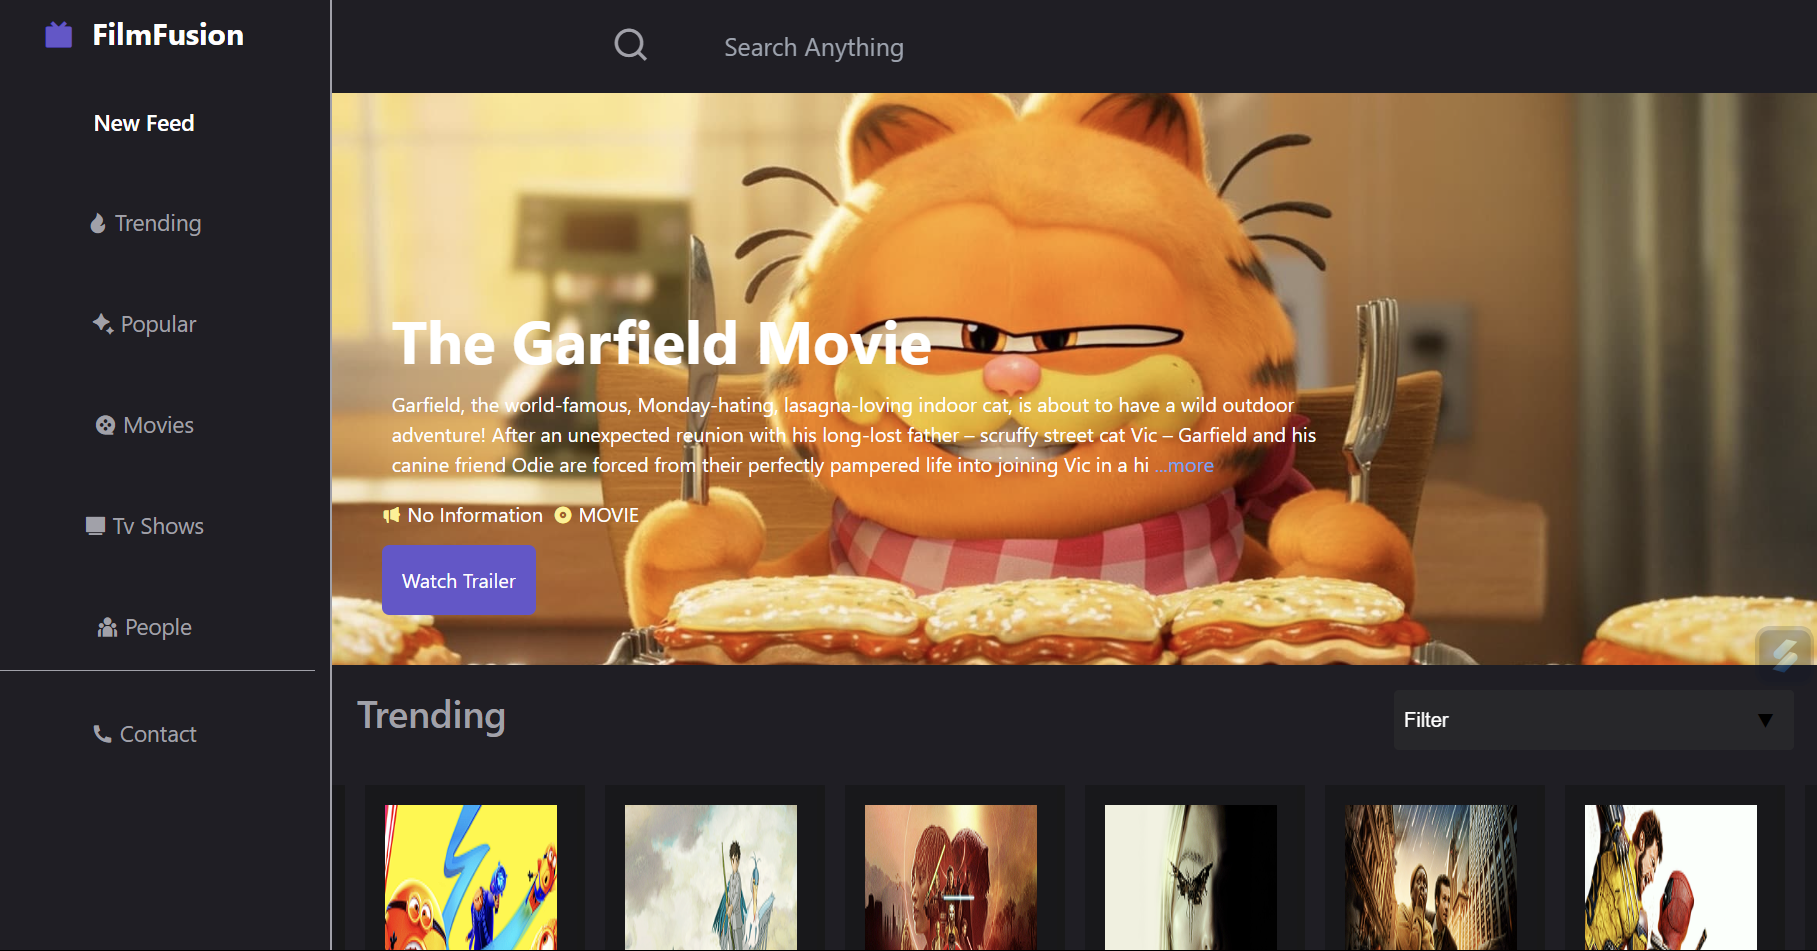 FilmFusion
Search Anything
New Feed
Trending
Popular
Movies
Tv Shows
People
Contact
The Garfield Movie
Garfield, the world-famous, Monday-hating, lasagna-loving indoor cat, is about to have a wild outdoor
adventure! After an unexpected reunion with his long-lost father – scruffy street cat Vic – Garfield and his
canine friend Odie are forced from their perfectly pampered life into joining Vic in a hi ...more
No Information MOVIE
Watch Trailer
Trending
Filter